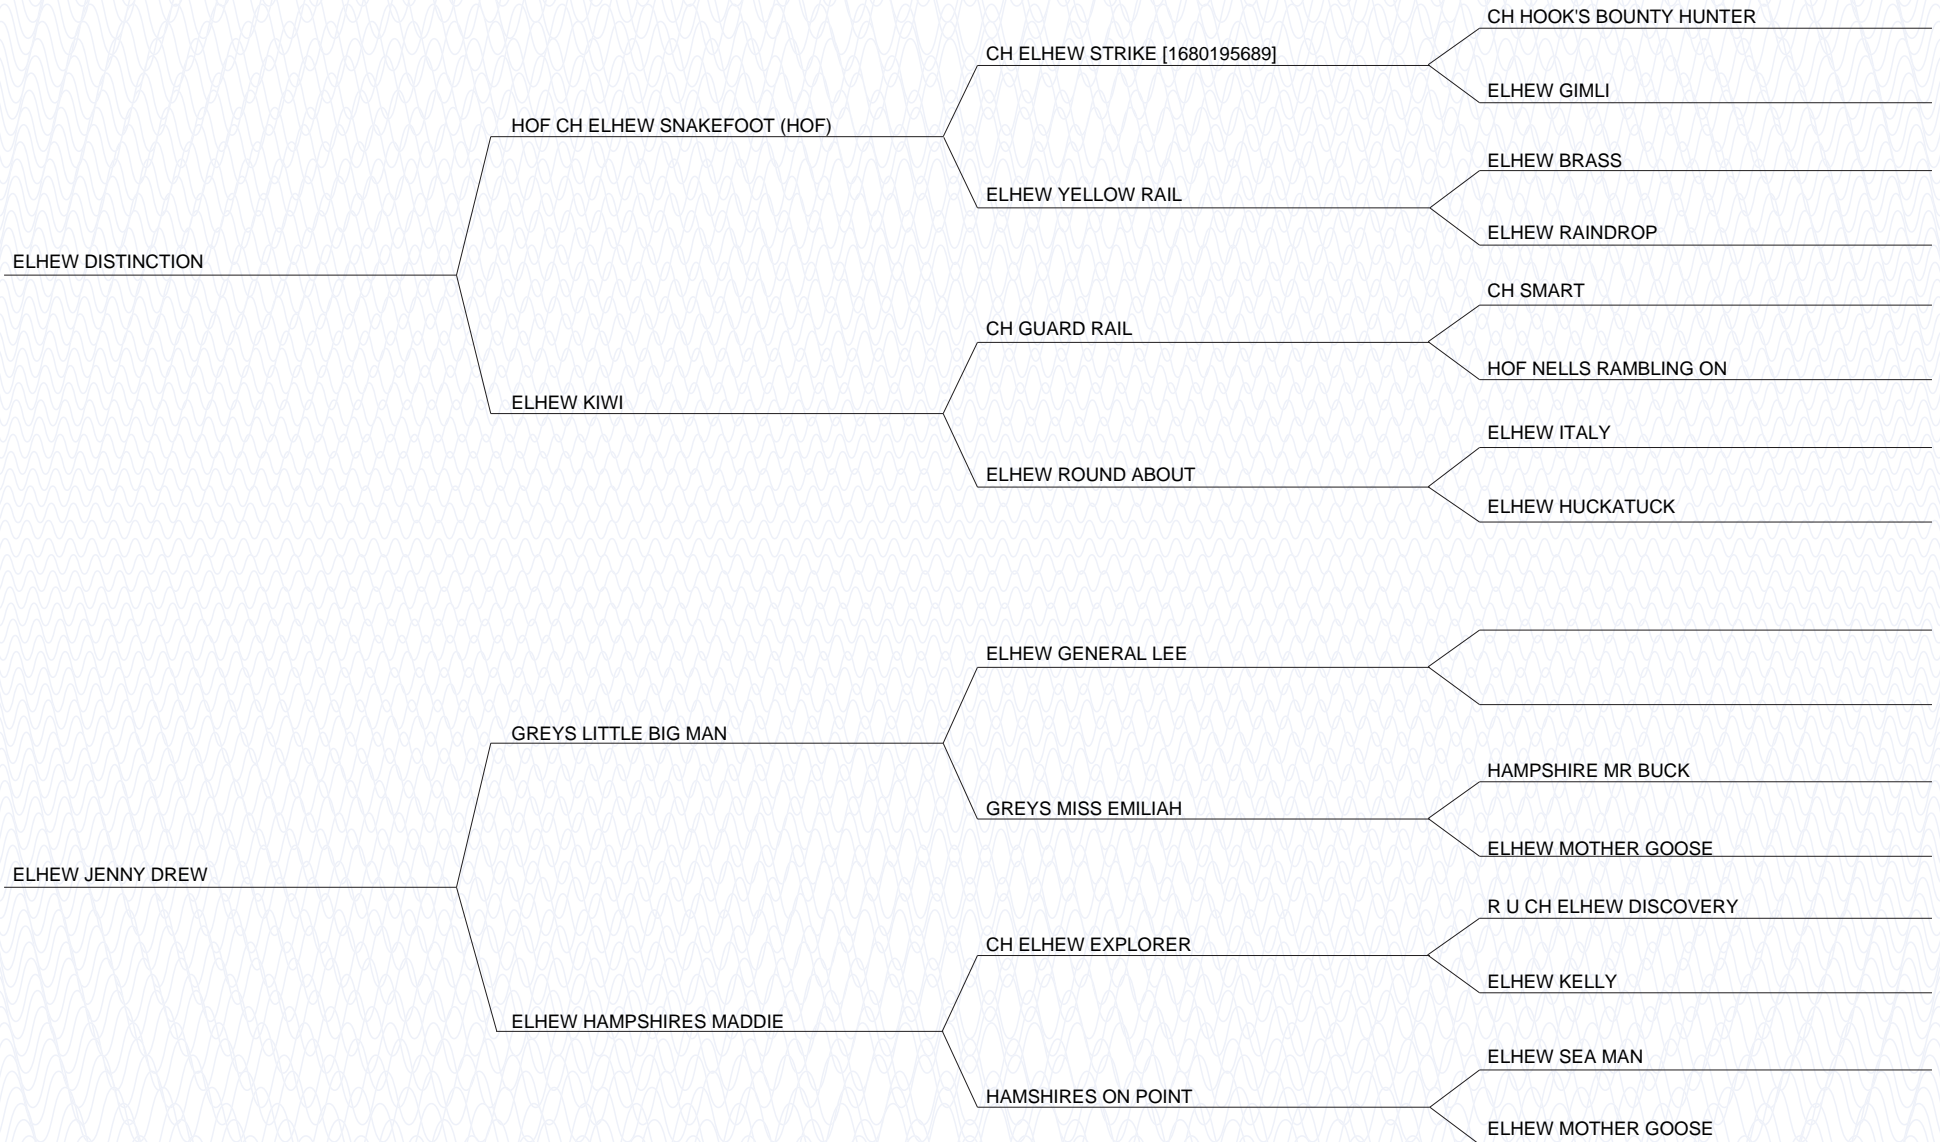 CH HOOK'S BOUNTY HUNTER
CH ELHEW STRIKE [1680195689]
ELHEW GIMLI
HOF CH ELHEW SNAKEFOOT (HOF)
ELHEW BRASS
ELHEW YELLOW RAIL
ELHEW RAINDROP
ELHEW DISTINCTION
CH SMART
CH GUARD RAIL
HOF NELLS RAMBLING ON
ELHEW KIWI
ELHEW ITALY
ELHEW ROUND ABOUT
ELHEW HUCKATUCK
ELHEW GENERAL LEE
GREYS LITTLE BIG MAN
HAMPSHIRE MR BUCK
GREYS MISS EMILIAH
ELHEW MOTHER GOOSE
ELHEW JENNY DREW
R U CH ELHEW DISCOVERY
CH ELHEW EXPLORER
ELHEW KELLY
ELHEW HAMPSHIRES MADDIE
ELHEW SEA MAN
HAMSHIRES ON POINT
ELHEW MOTHER GOOSE